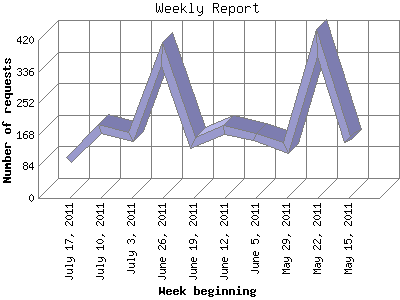 Weekly Report
Number of requests
420
336
252
168
84
0
July 17, 2011
July 10, 2011
July 3, 2011
June 26, 2011
June 19, 2011
June 12, 2011
June 5, 2011
May 29, 2011
May 22, 2011
May 15, 2011
Week beginning